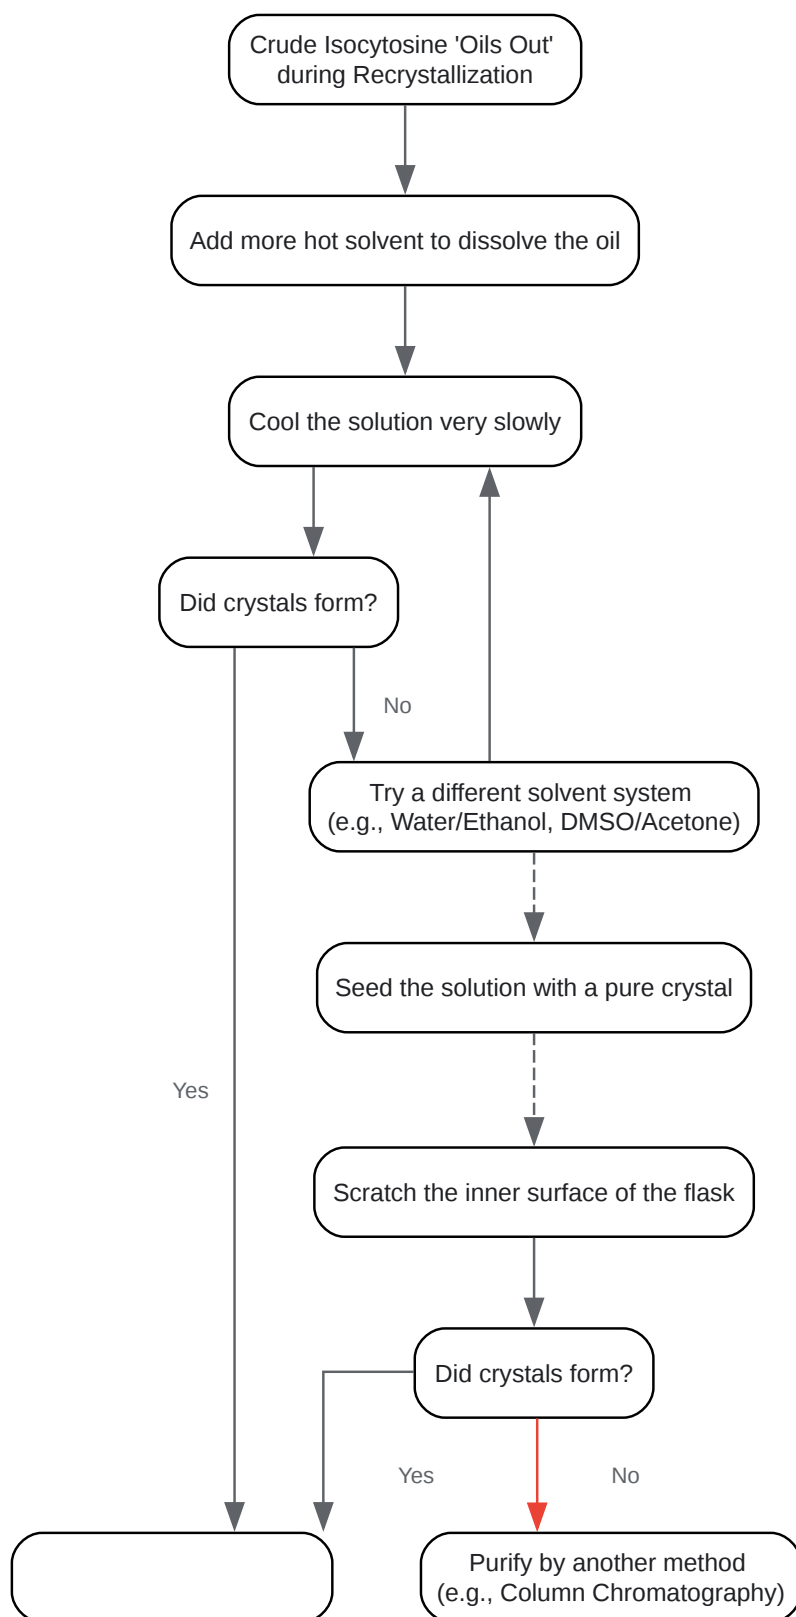 Crude Isocytosine 'Oils Out'
during Recrystallization
Add more hot solvent to dissolve the oil
Cool the solution very slowly
Did crystals form?
No
Try a different solvent system
(e.g., Water/Ethanol, DMSO/Acetone)
Seed the solution with a pure crystal
Yes
Scratch the inner surface of the flask
Did crystals form?
Yes
No
Purify by another method
(e.g., Column Chromatography)